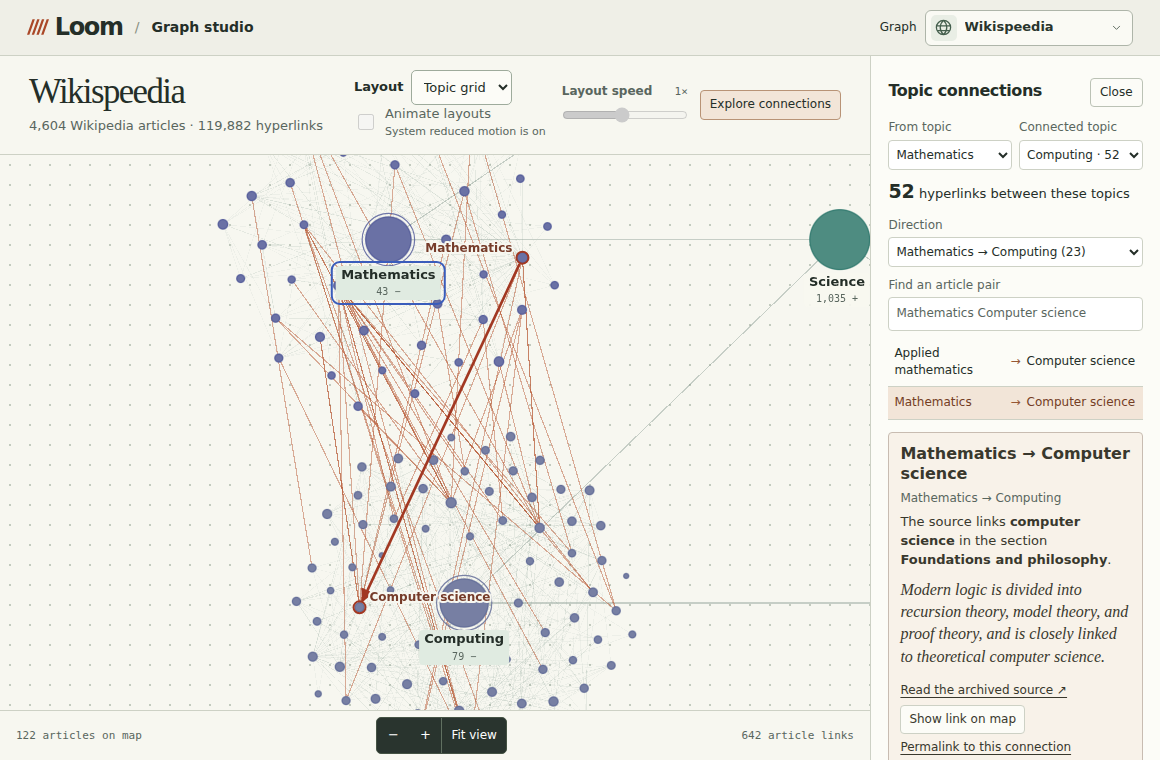 Loom / Graph studio
Graph Wikispeedia
Wikispeedia
4,604 Wikipedia articles · 119,882 hyperlinks
Layout Topic grid
Animate layouts
System reduced motion is on
Layout speed 1×
Explore connections
Mathematics
Mathematics
43 −
Science
1,035 +
Computer science
Computing
79 −
122 articles on map
− + Fit view
642 article links
Topic connections
Close
From topic Connected topic
Mathematics Computing · 52
52 hyperlinks between these topics
Direction
Mathematics → Computing (23)
Find an article pair
Mathematics Computer science
Applied
mathematics → Computer science
Mathematics → Computer science
Mathematics → Computer
science
Mathematics → Computing
The source links computer
science in the section
Foundations and philosophy.
Modern logic is divided into
recursion theory, model theory, and
proof theory, and is closely linked
to theoretical computer science.
Read the archived source ↗
Show link on map
Permalink to this connection